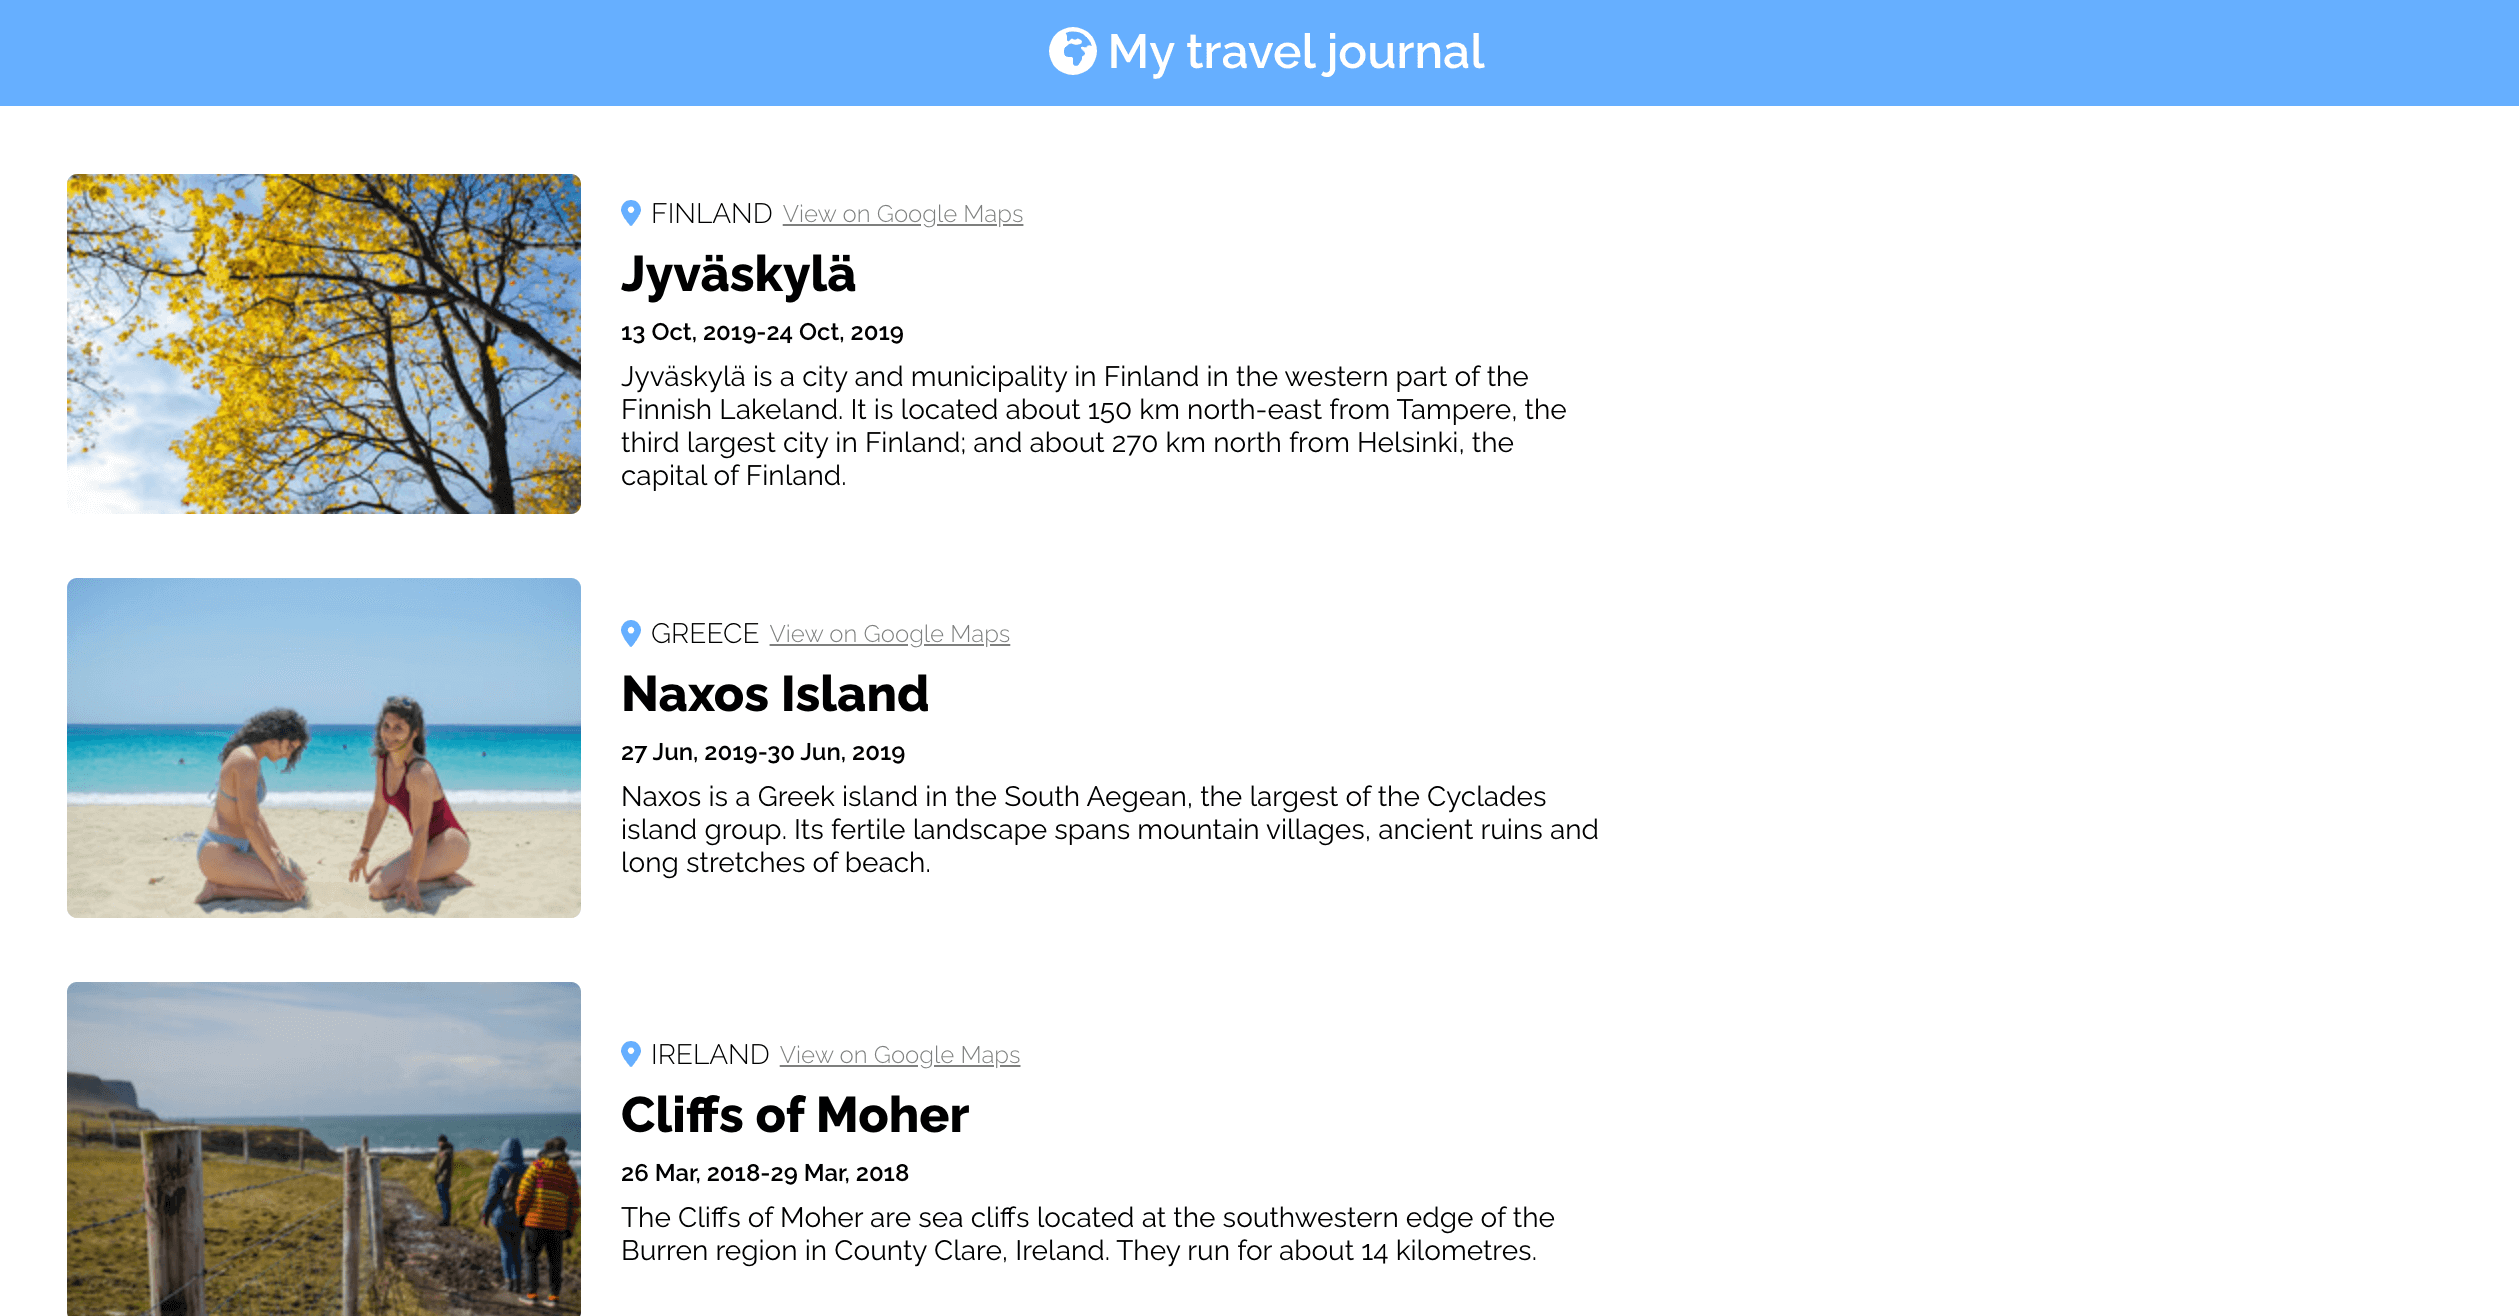 My travel journal
FINLAND View on Google Maps
Jyväskylä
13 Oct, 2019-24 Oct, 2019
Jyväskylä is a city and municipality in Finland in the western part of the
Finnish Lakeland. It is located about 150 km north-east from Tampere, the
third largest city in Finland; and about 270 km north from Helsinki, the
capital of Finland.
GREECE View on Google Maps
Naxos Island
27 Jun, 2019-30 Jun, 2019
Naxos is a Greek island in the South Aegean, the largest of the Cyclades
island group. Its fertile landscape spans mountain villages, ancient ruins and
long stretches of beach.
IRELAND View on Google Maps
Cliffs of Moher
26 Mar, 2018-29 Mar, 2018
The Cliffs of Moher are sea cliffs located at the southwestern edge of the
Burren region in County Clare, Ireland. They run for about 14 kilometres.